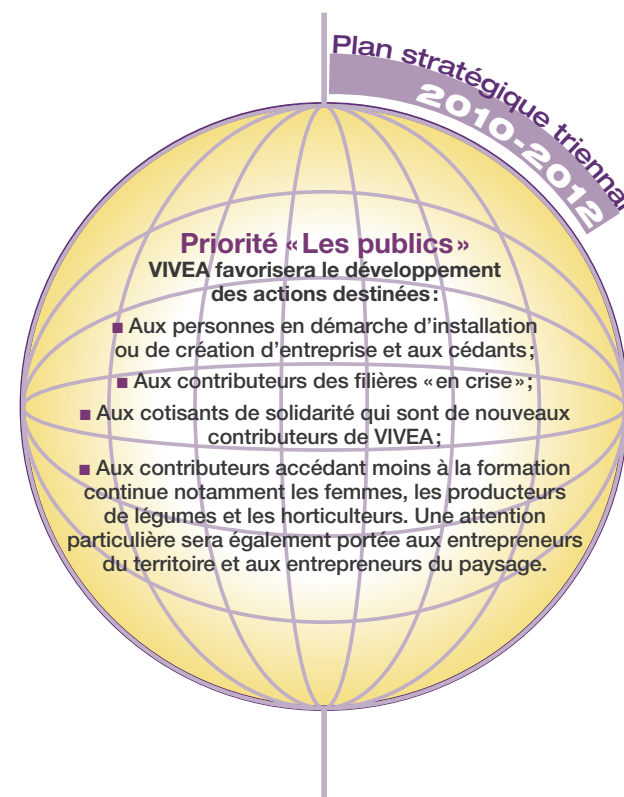 Plan stratégique triennal
2010-2012
Priorité « Les publics »
VIVEA favorisera le développement
des actions destinées :
■ Aux personnes en démarche d’installation
ou de création d’entreprise et aux cédants ;
■ Aux contributeurs des filières « en crise » ;
■ Aux cotisants de solidarité qui sont de nouveaux
contributeurs de VIVEA ;
■ Aux contributeurs accédant moins à la formation
continue notamment les femmes, les producteurs
de légumes et les horticulteurs. Une attention
particulière sera également portée aux entrepreneurs
du territoire et aux entrepreneurs du paysage.